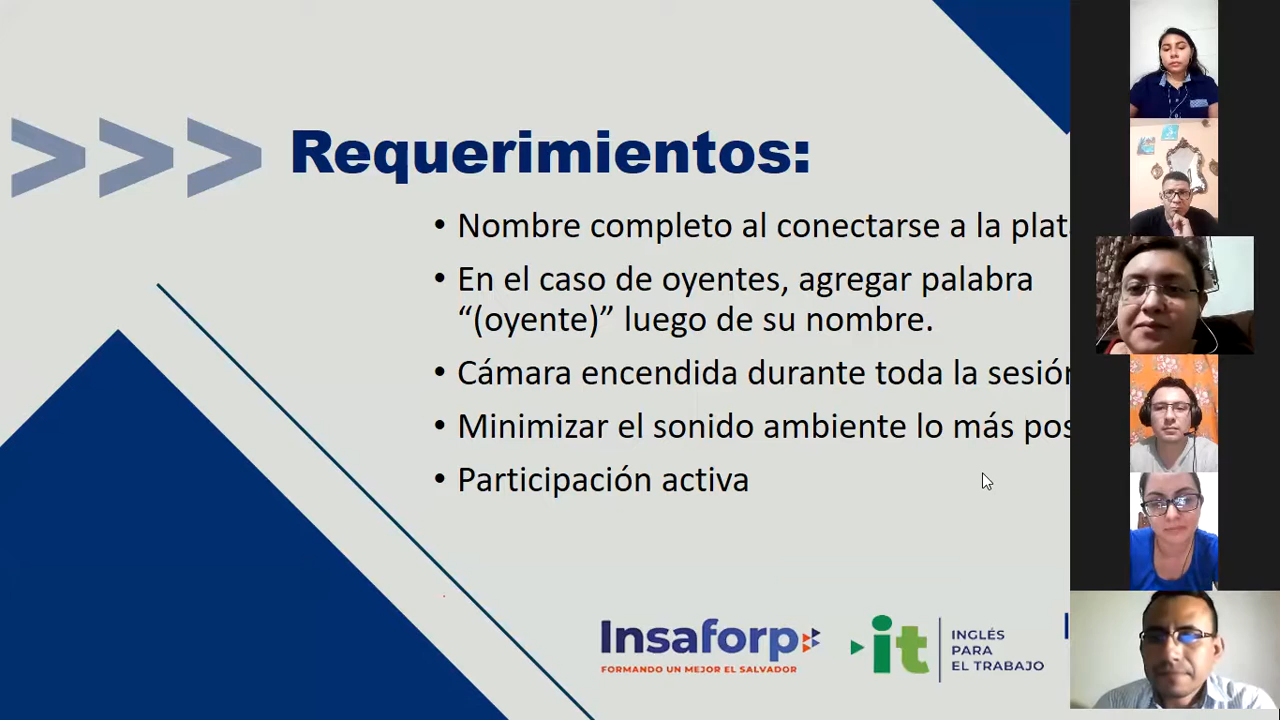 >>> Requerimientos:
• Nombre completo al conectarse a la
• En el caso de oyentes, agregar palabra
“(oyente)” luego de su nombre.
• Cámara encendida durante toda la sesión
• Minimizar el sonido ambiente lo más
• Participación activa
Insaforp
FORMANDO UN MEJOR EL SALVADOR
it
INGLÉS
PARA
EL TRABAJO